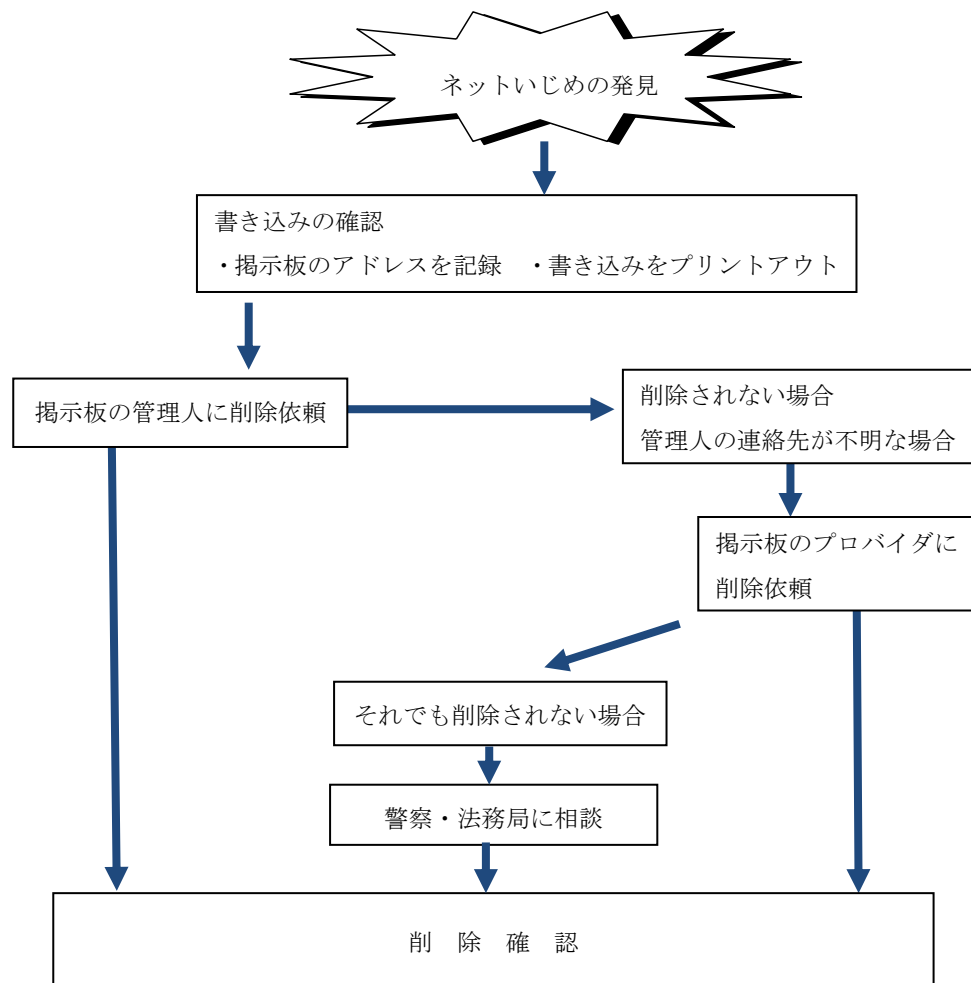 ネットいじめの発見
書き込みの確認
・掲示板のアドレスを記録　・書き込みをプリントアウト
掲示板の管理人に削除依頼
削除されない場合
管理人の連絡先が不明な場合
掲示板のプロバイダに
削除依頼
それでも削除されない場合
警察・法務局に相談
削　除　確　認